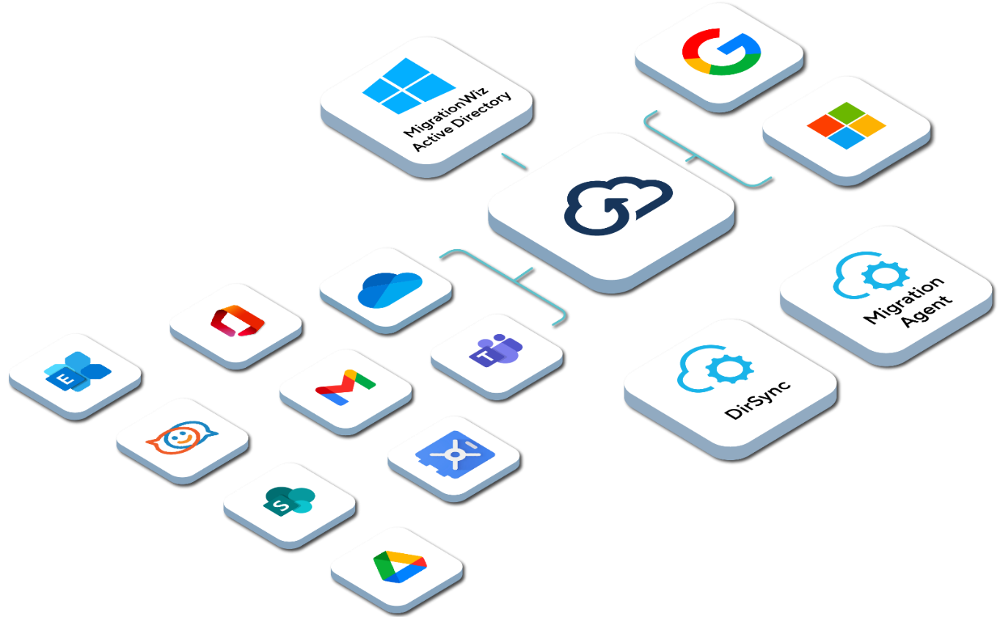 MigrationWiz
Active Directory
Migration
Agent
DirSync
T
E
S